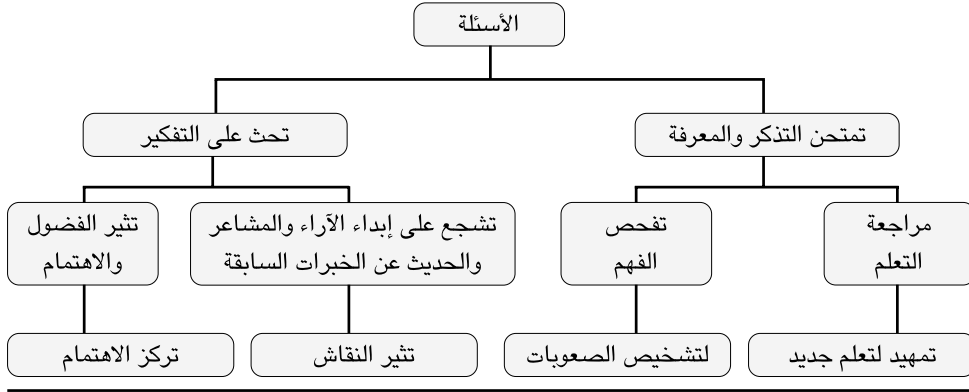 الأسئلة
تمتحن التذكر والمعرفة
تحث على التفكير
مراجعة
التعلم
تفحص
الفهم
تشجع على إبداء الآراء والمشاعر
والحديث عن الخبرات السابقة
تثير الفضول
والاهتمام
تمهيد لتعلم جديد
لتشخيص الصعوبات
تثير النقاش
تركز الاهتمام